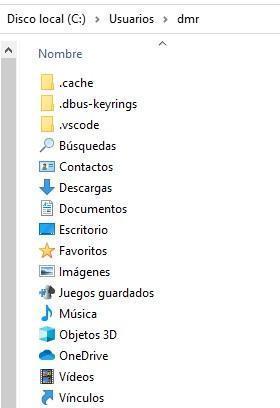 Disco local (C:) > Usuarios > dmr
Nombre
.cache
.dbus-keyrings
.vscode
Búsquedas
Contactos
Descargas
Documentos
Escritorio
Favoritos
Imágenes
Juegos guardados
Música
Objetos 3D
OneDrive
Vídeos
Vínculos